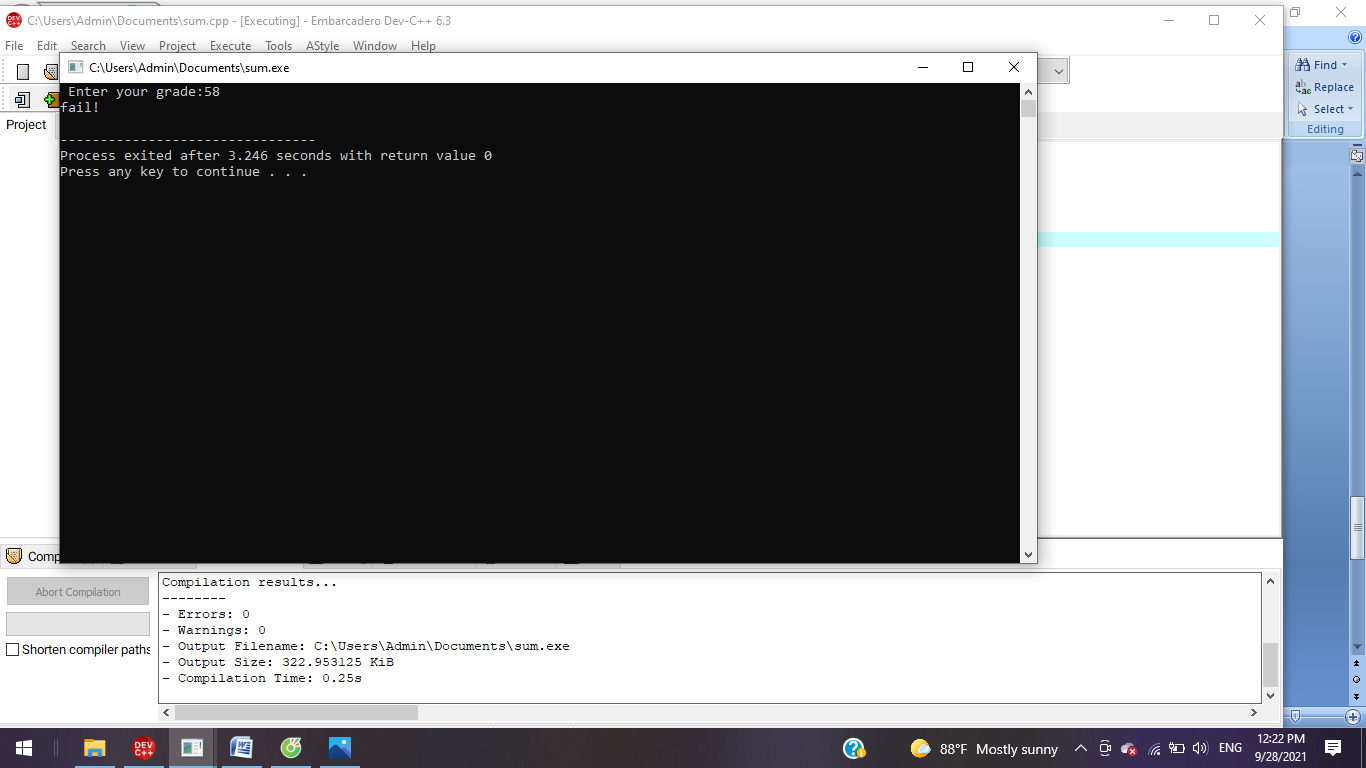 C:\Users\Admin\Documents\sum.cpp - [Executing] - Embarcadero Dev-C++ 6.3
File Edit Search View Project Execute Tools AStyle Window Help
C:\Users\Admin\Documents\sum.exe
Enter your grade:58
fail!
--------------------------------
Process exited after 3.246 seconds with return value 0
Press any key to continue . . .
Project
Find
Replace
Select
Editing
Abort Compilation
Shorten compiler paths
Compilation results...
--------
- Errors: 0
- Warnings: 0
- Output Filename: C:\Users\Admin\Documents\sum.exe
- Output Size: 322.953125 KiB
- Compilation Time: 0.25s
DEV C++
88°F Mostly sunny
ENG
12:22 PM
9/28/2021